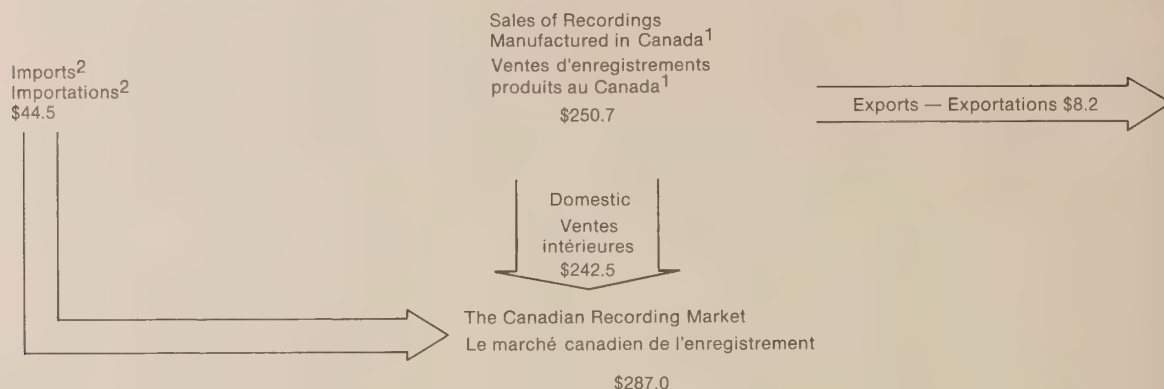 Sales of Recordings
Manufactured in Canada¹
Ventes d'enregistrements
produits au Canada¹
$250.7
Imports²
Importations²
$44.5
Exports — Exportations $8.2
Domestic
Ventes
intérieures
$242.5
The Canadian Recording Market
Le marché canadien de l'enregistrement
$287.0